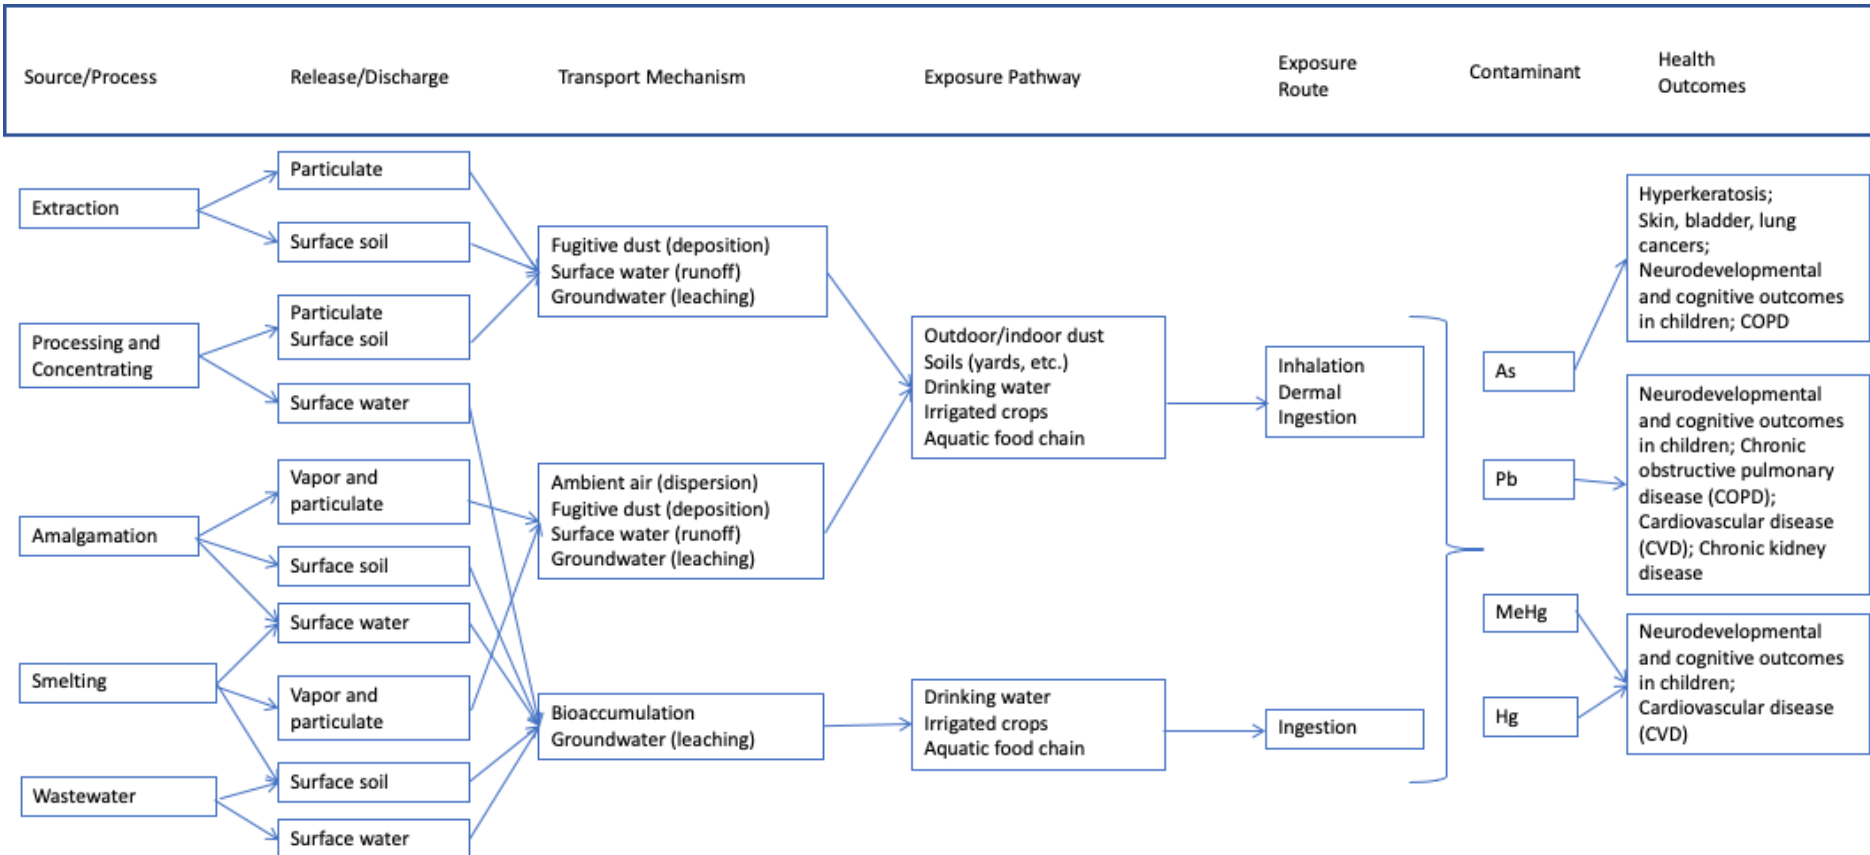 Source/Process
Release/Discharge
Transport Mechanism
Exposure Pathway
Exposure
Route
Contaminant
Health
Outcomes
Extraction
Processing and
Concentrating
Amalgamation
Smelting
Wastewater
Particulate
Surface soil
Particulate
Surface soil
Surface water
Vapor and
particulate
Surface soil
Surface water
Vapor and
particulate
Surface soil
Surface water
Fugitive dust (deposition)
Surface water (runoff)
Groundwater (leaching)
Ambient air (dispersion)
Fugitive dust (deposition)
Surface water (runoff)
Groundwater (leaching)
Bioaccumulation
Groundwater (leaching)
Outdoor/indoor dust
Soils (yards, etc.)
Drinking water
Irrigated crops
Aquatic food chain
Drinking water
Irrigated crops
Aquatic food chain
Inhalation
Dermal
Ingestion
Ingestion
As
Pb
MeHg
Hg
Hyperkeratosis;
Skin, bladder, lung
cancers;
Neurodevelopmental
and cognitive outcomes
in children; COPD
Neurodevelopmental
and cognitive outcomes
in children; Chronic
obstructive pulmonary
disease (COPD);
Cardiovascular disease
(CVD); Chronic kidney
disease
Neurodevelopmental
and cognitive outcomes
in children;
Cardiovascular disease
(CVD)